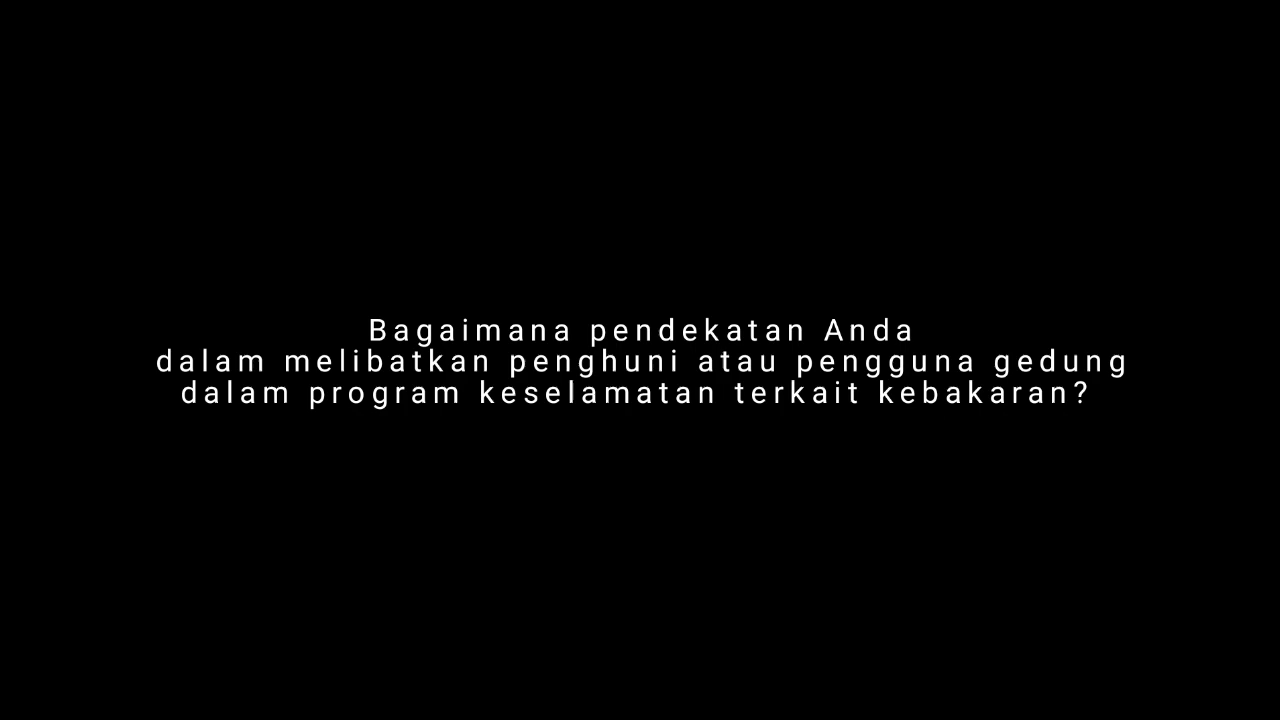 Bagaimana pendekatan Anda
dalam melibatkan penghuni atau pengguna gedung
dalam program keselamatan terkait kebakaran?